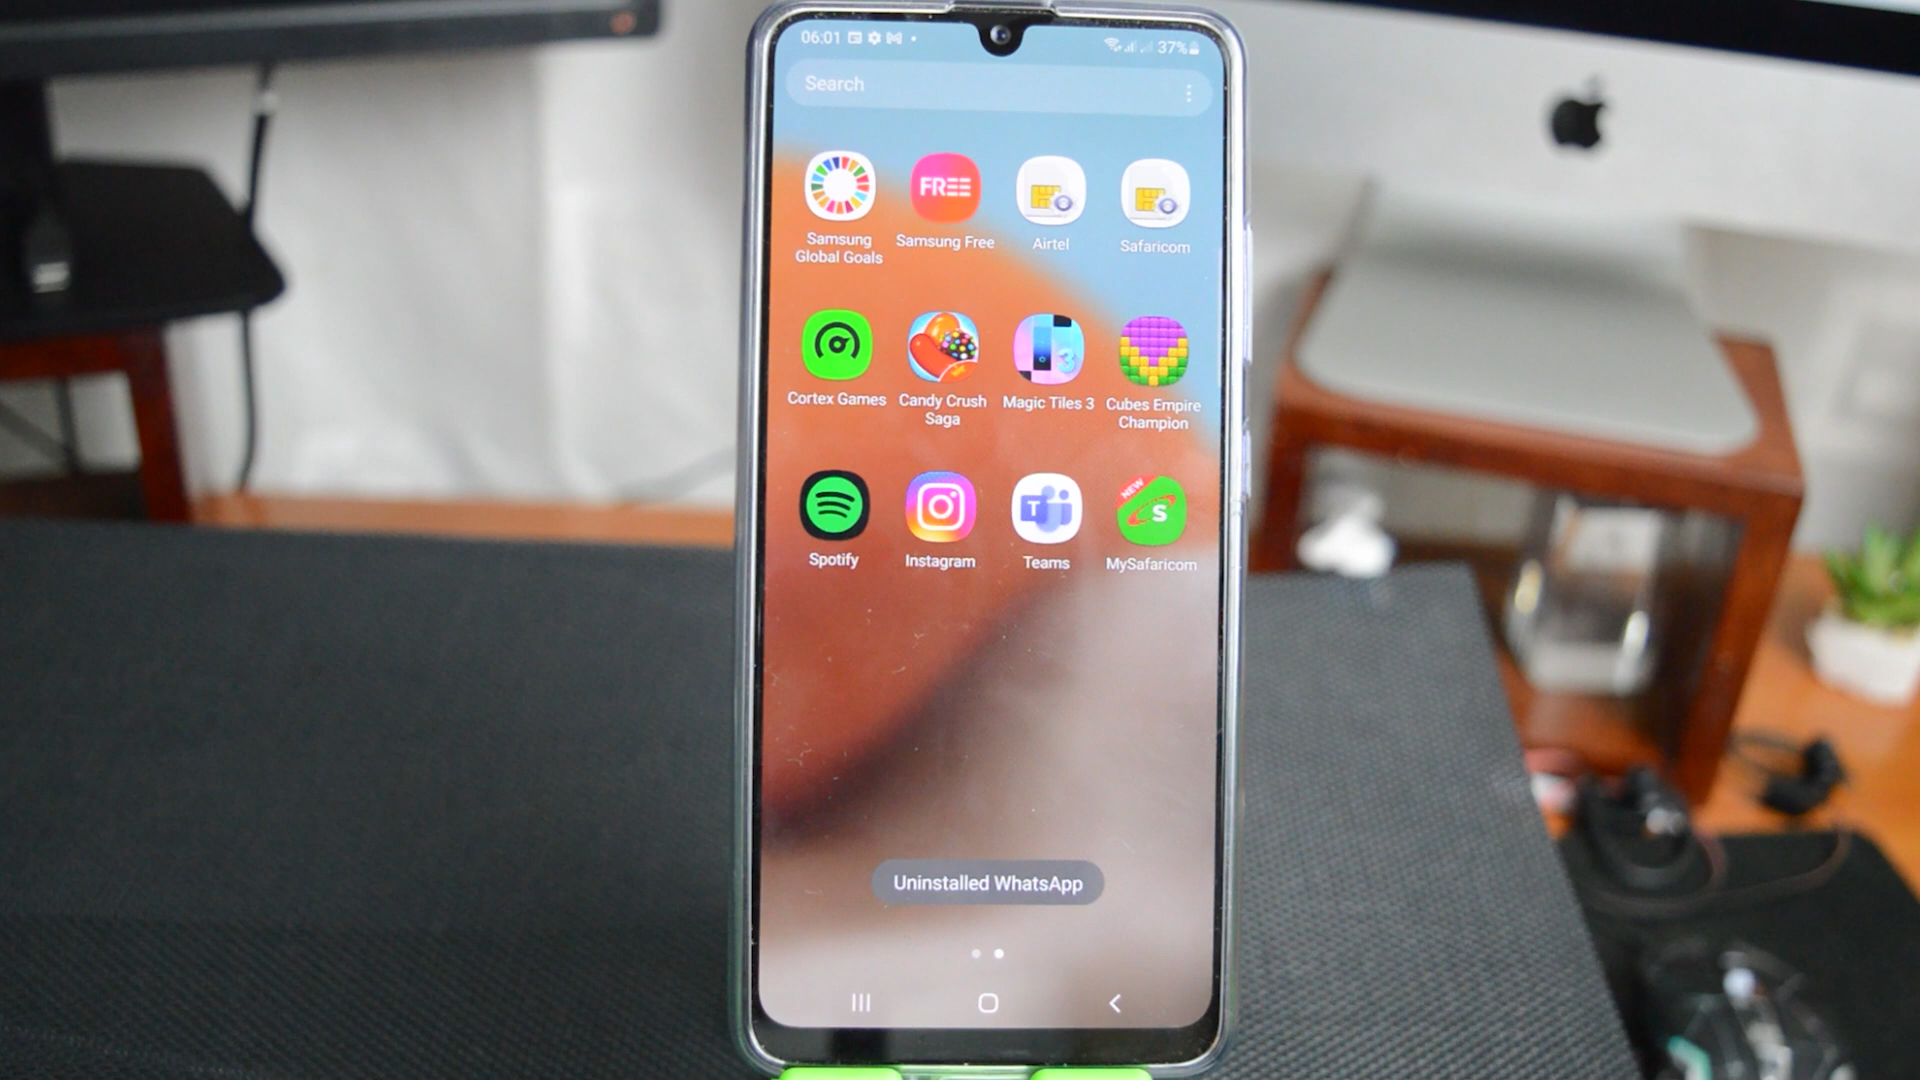 06:01
37%
Search
FREE
Samsung
Global Goals
Samsung Free
Airtel
Safaricom
3
Cortex Games
Candy Crush
Saga
Magic Tiles 3
Cubes Empire
Champion
T
NEW
S
Spotify
Instagram
Teams
MySafaricom
Uninstalled WhatsApp